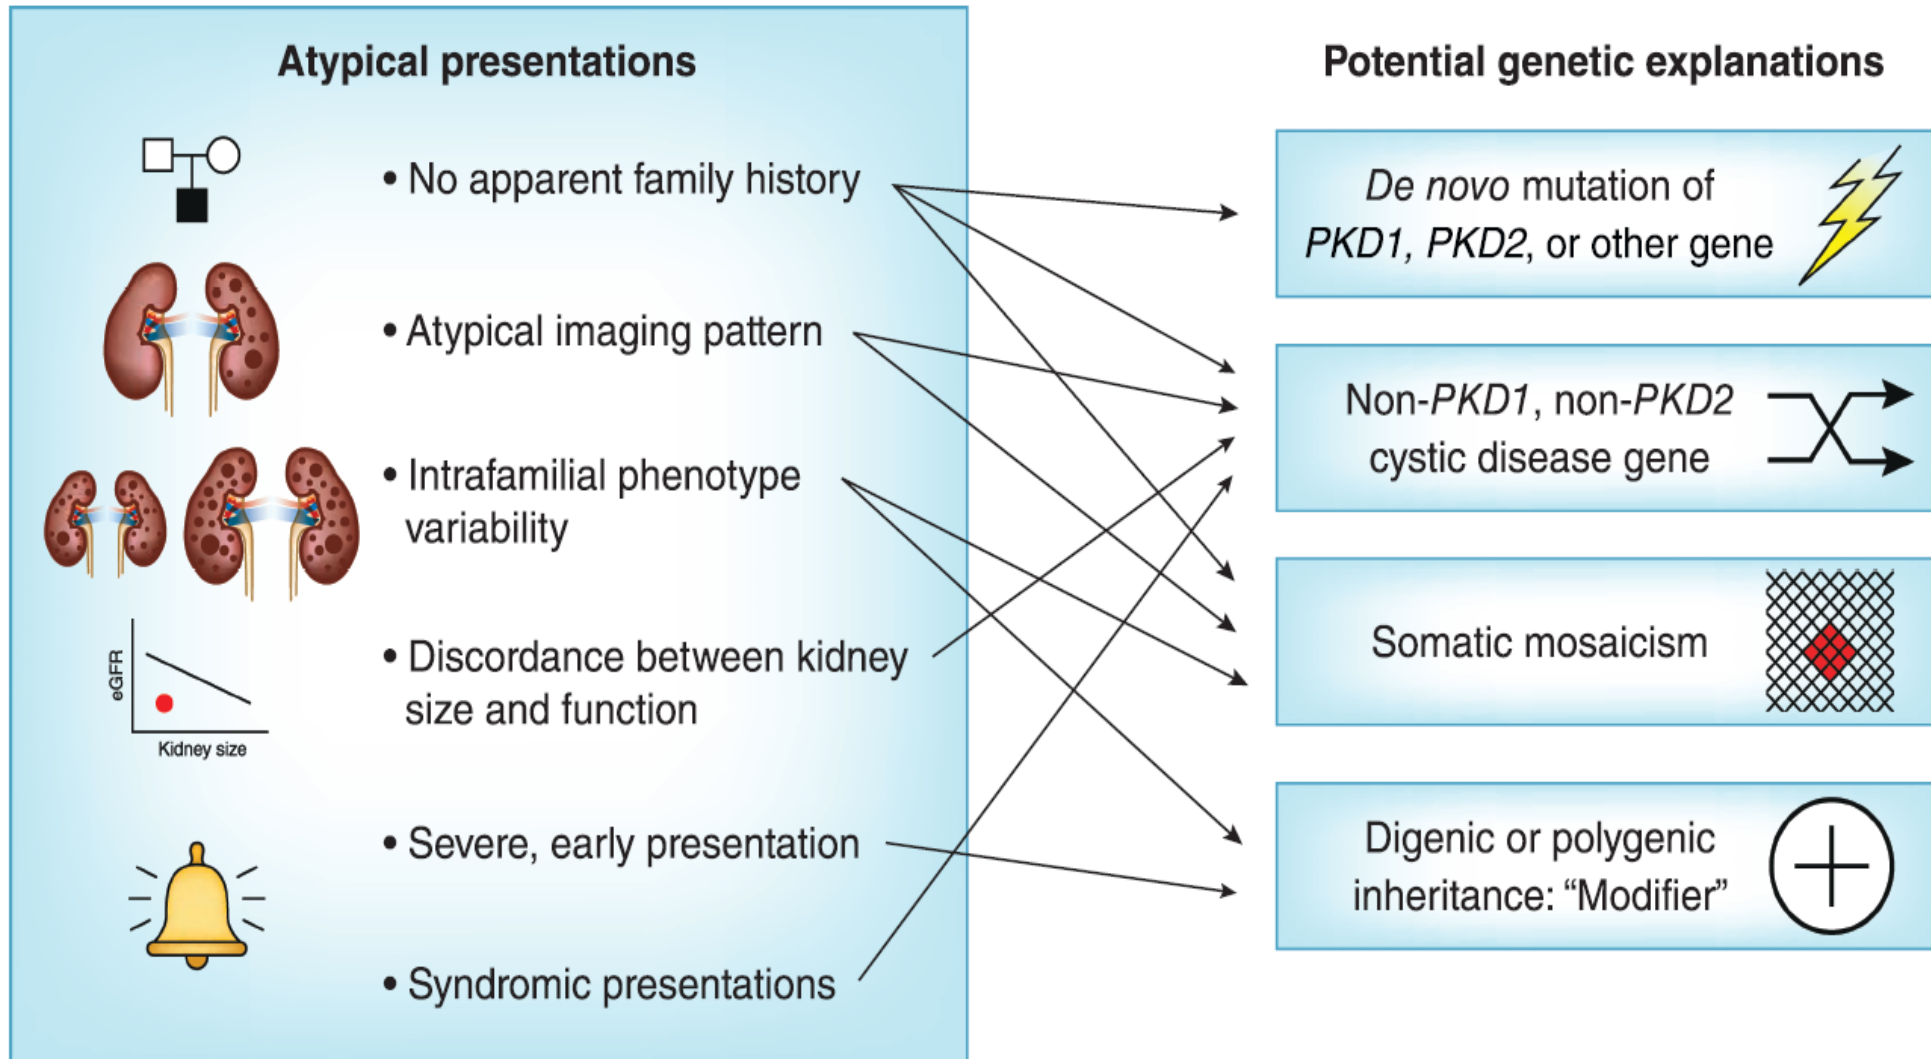 Atypical presentations
• No apparent family history
• Atypical imaging pattern
• Intrafamilial phenotype
variability
eGFR
Kidney size
• Discordance between kidney
size and function
• Severe, early presentation
• Syndromic presentations
Potential genetic explanations
De novo mutation of
PKD1, PKD2, or other gene
Non-PKD1, non-PKD2
cystic disease gene
Somatic mosaicism
Digenic or polygenic
inheritance: “Modifier”